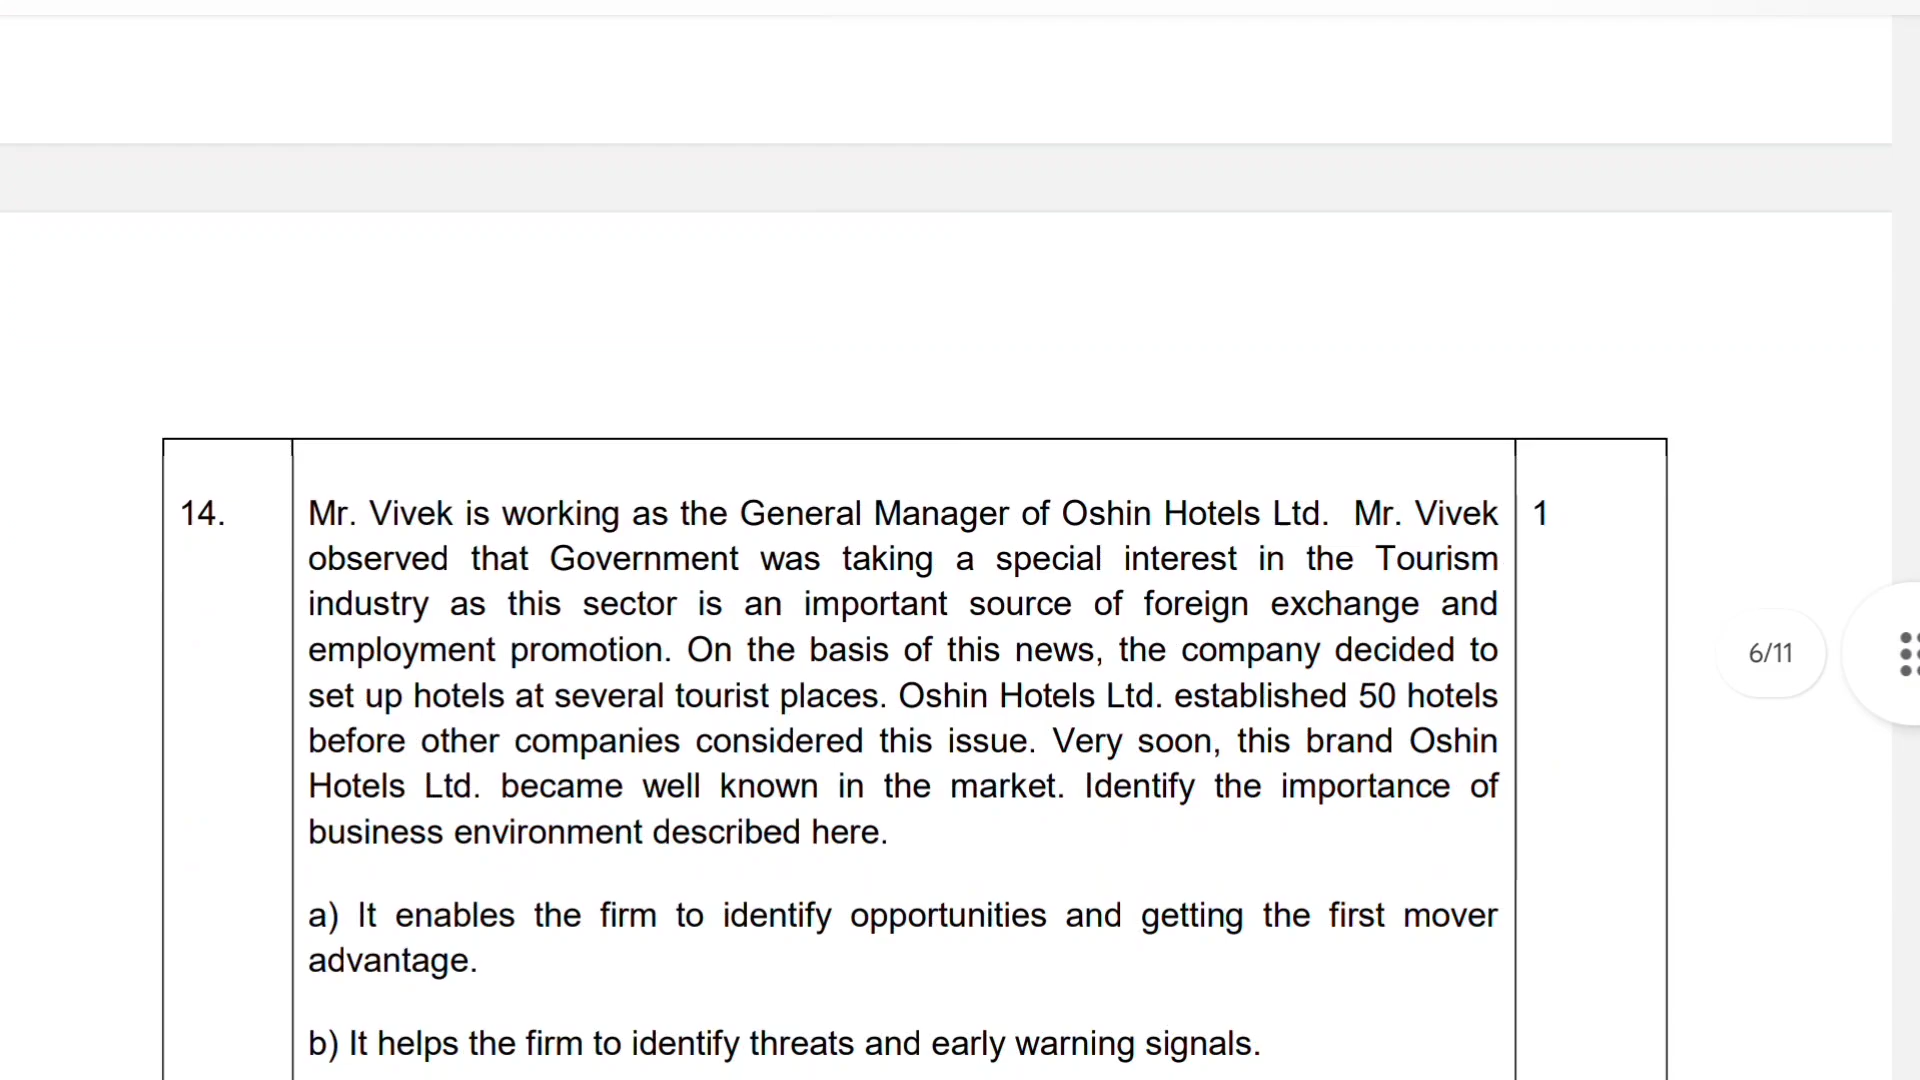 14.
Mr. Vivek is working as the General Manager of Oshin Hotels Ltd. Mr. Vivek
1
observed that Government was taking a special interest in the Tourism
industry as this sector is an important source of foreign exchange and
employment promotion. On the basis of this news, the company decided to
set up hotels at several tourist places. Oshin Hotels Ltd. established 50 hotels
before other companies considered this issue. Very soon, this brand Oshin
Hotels Ltd. became well known in the market. Identify the importance of
business environment described here.
a) It enables the firm to identify opportunities and getting the first mover
advantage.
b) It helps the firm to identify threats and early warning signals.
6/11